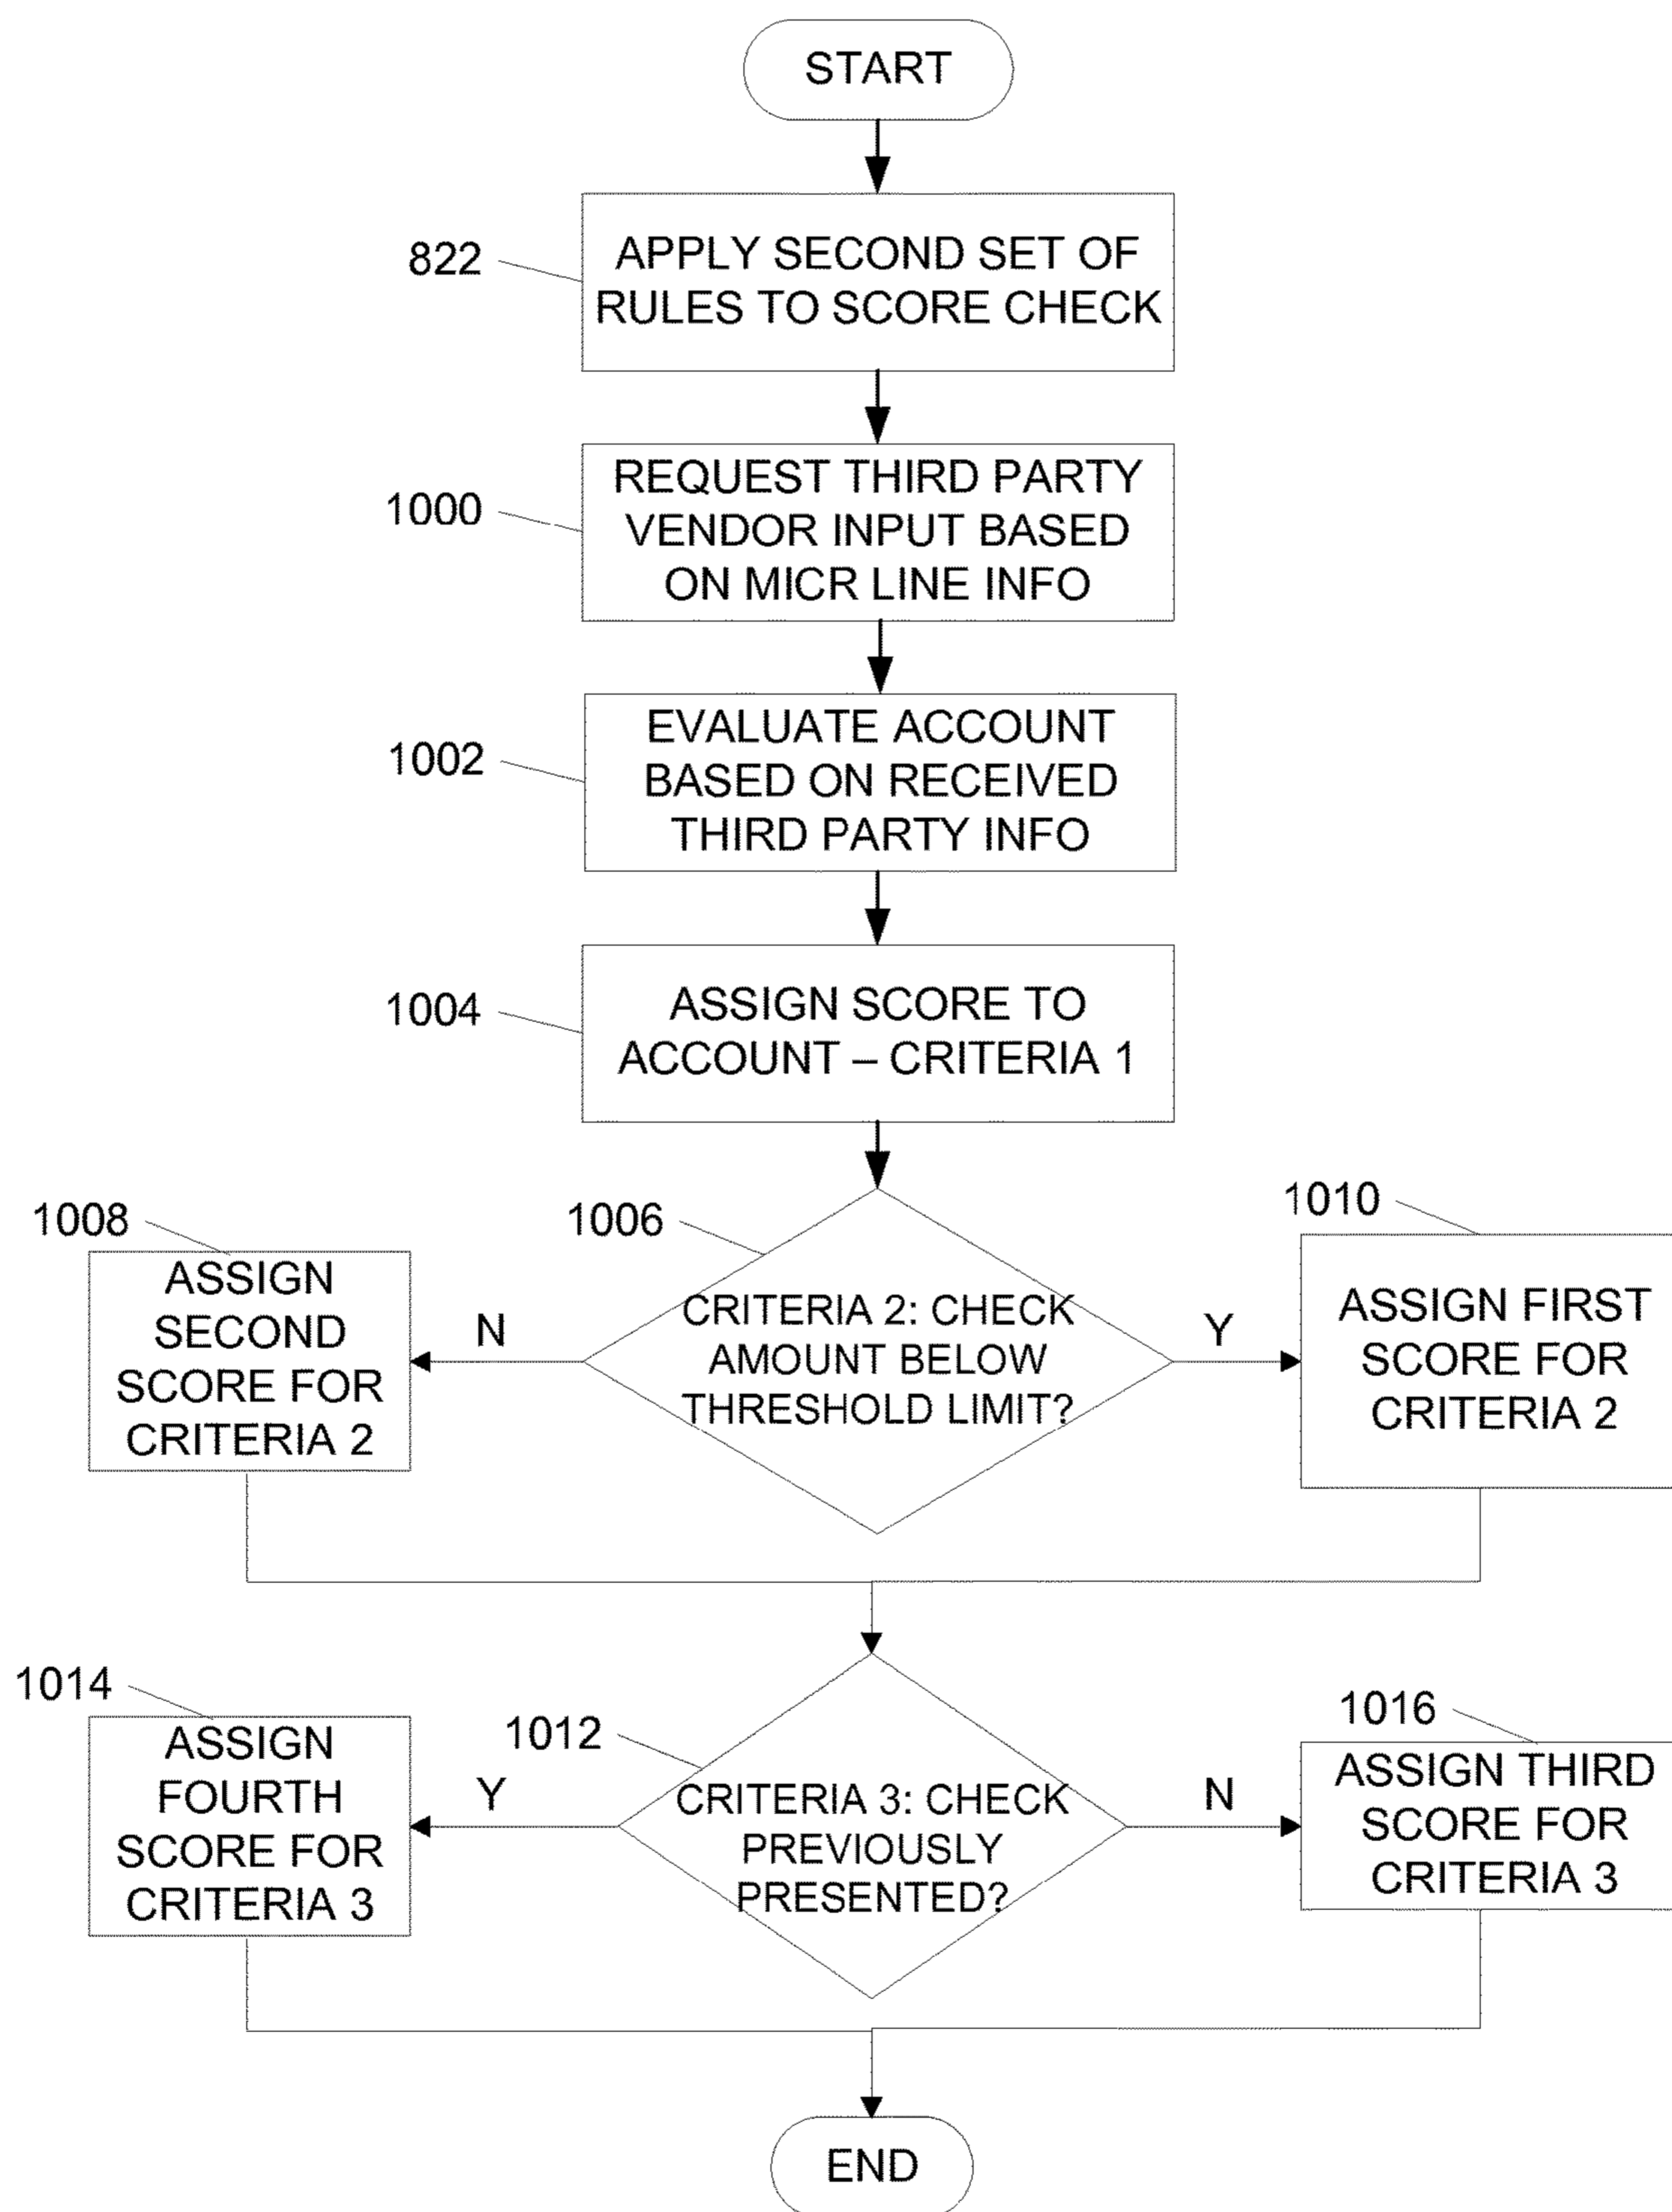 START
822
APPLY SECOND SET OF
RULES TO SCORE CHECK
1000
REQUEST THIRD PARTY
VENDOR INPUT BASED
ON MICR LINE INFO
1002
EVALUATE ACCOUNT
BASED ON RECEIVED
THIRD PARTY INFO
1004
ASSIGN SCORE TO
ACCOUNT – CRITERIA 1
1008
ASSIGN
SECOND
SCORE FOR
CRITERIA 2
N
1006
CRITERIA 2: CHECK
AMOUNT BELOW
THRESHOLD LIMIT?
Y
1010
ASSIGN FIRST
SCORE FOR
CRITERIA 2
1014
ASSIGN
FOURTH
SCORE FOR
CRITERIA 3
Y
1012
CRITERIA 3: CHECK
PREVIOUSLY
PRESENTED?
N
1016
ASSIGN THIRD
SCORE FOR
CRITERIA 3
END